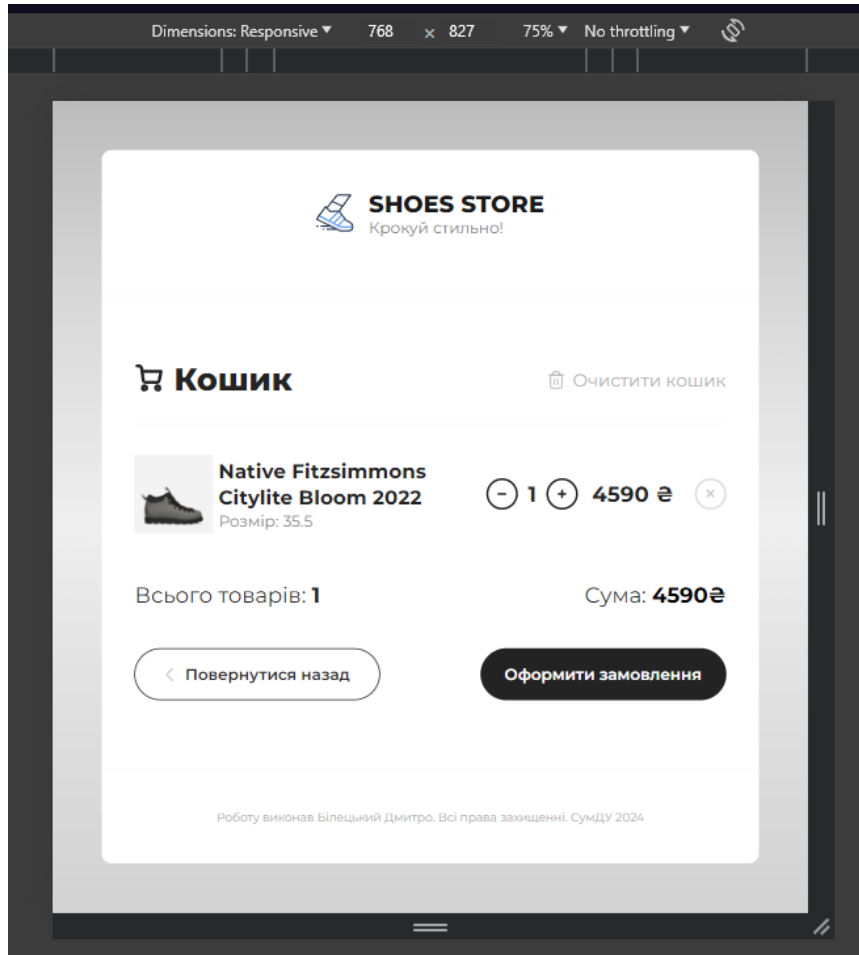 Dimensions: Responsive 768 × 827 75% No throttling
SHOES STORE
Крокуй стильно!
Кошик Очистити кошик
Native Fitzsimmons
Citylite Bloom 2022
Розмір: 35.5
− 1 + 4590 ₴ ×
Всього товарів: 1 Сума: 4590₴
Повернутися назад Оформити замовлення
Роботу виконав Білецький Дмитро. Всі права захищенні. СумДУ 2024